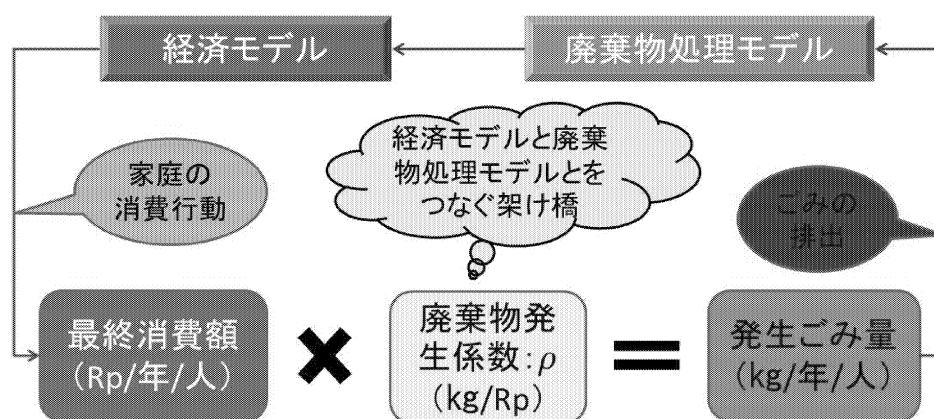 経済モデル
廃棄物処理モデル
経済モデルと廃棄
物処理モデルとを
つなぐ架け橋
家庭の
消費行動
ごみの
排出
最終消費額
（Rp/年/人）
×
廃棄物発
生係数：ρ
（kg/Rp）
＝
発生ごみ量
（kg/年/人）